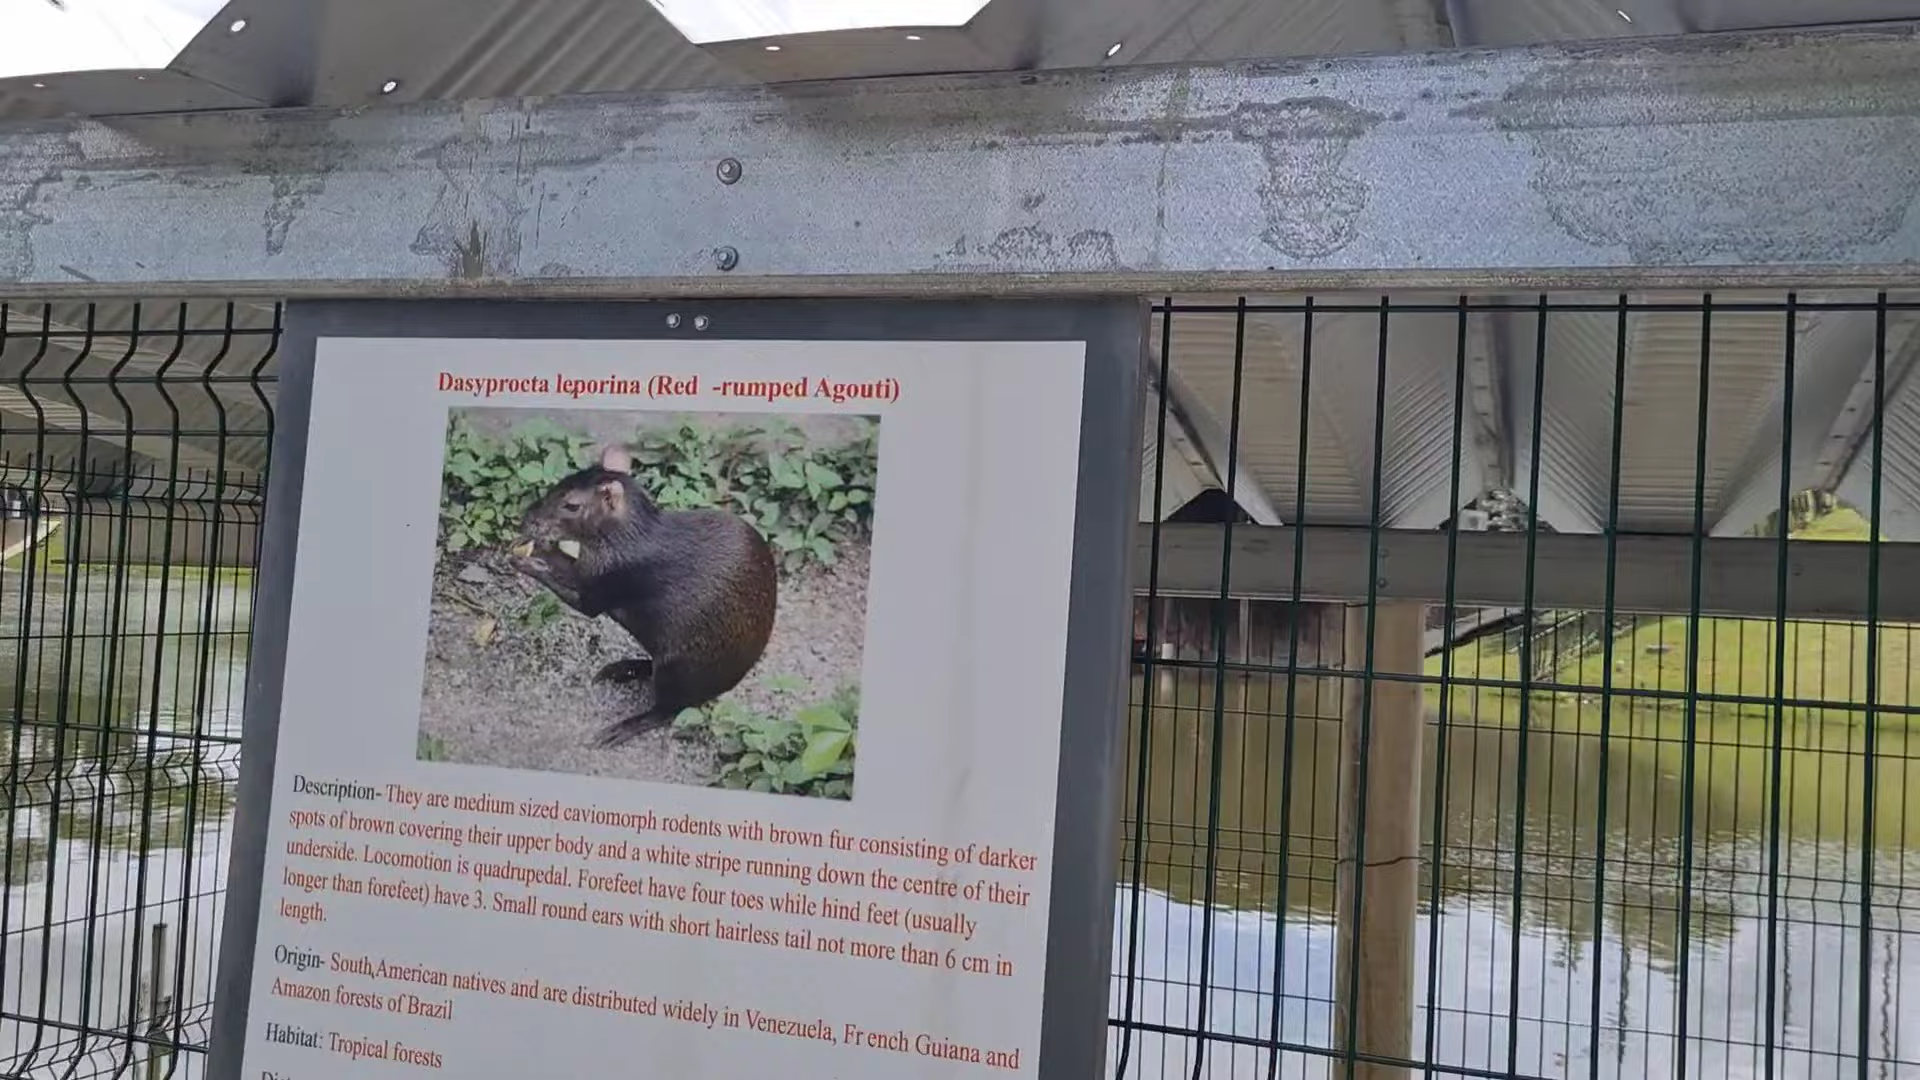 Dasyprocta leporina (Red -rumped Agouti)
Description- They are medium sized caviomorph rodents with brown fur consisting of darker
spots of brown covering their upper body and a white stripe running down the centre of their
underside. Locomotion is quadrupedal. Forefeet have four toes while hind feet (usually
longer than forefeet) have 3. Small round ears with short hairless tail not more than 6 cm in
length.
Origin- South American natives and are distributed widely in Venezuela, Fr ench Guiana and
Amazon forests of Brazil
Habitat: Tropical forests